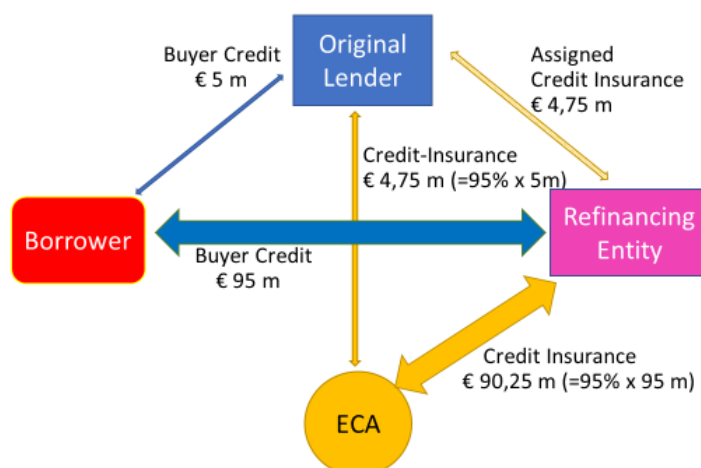 Buyer Credit
€ 5 m
Original
Lender
Assigned
Credit Insurance
€ 4,75 m
Credit-Insurance
€ 4,75 m (=95% x 5m)
Borrower
Refinancing
Entity
Buyer Credit
€ 95 m
Credit Insurance
€ 90,25 m (=95% x 95 m)
ECA